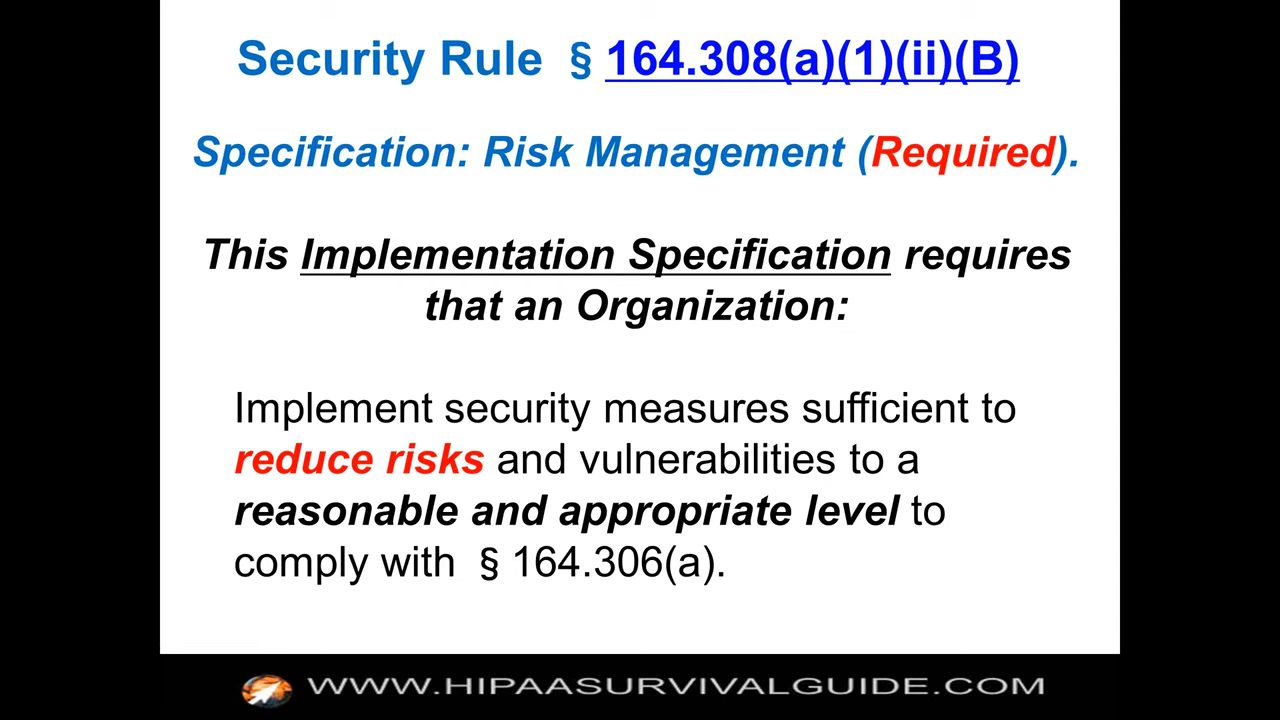 Security Rule § 164.308(a)(1)(ii)(B)
Specification: Risk Management (Required).
This Implementation Specification requires
that an Organization:
Implement security measures sufficient to
reduce risks and vulnerabilities to a
reasonable and appropriate level to
comply with § 164.306(a).
WWW.HIPAASURVIVALGUIDE.COM